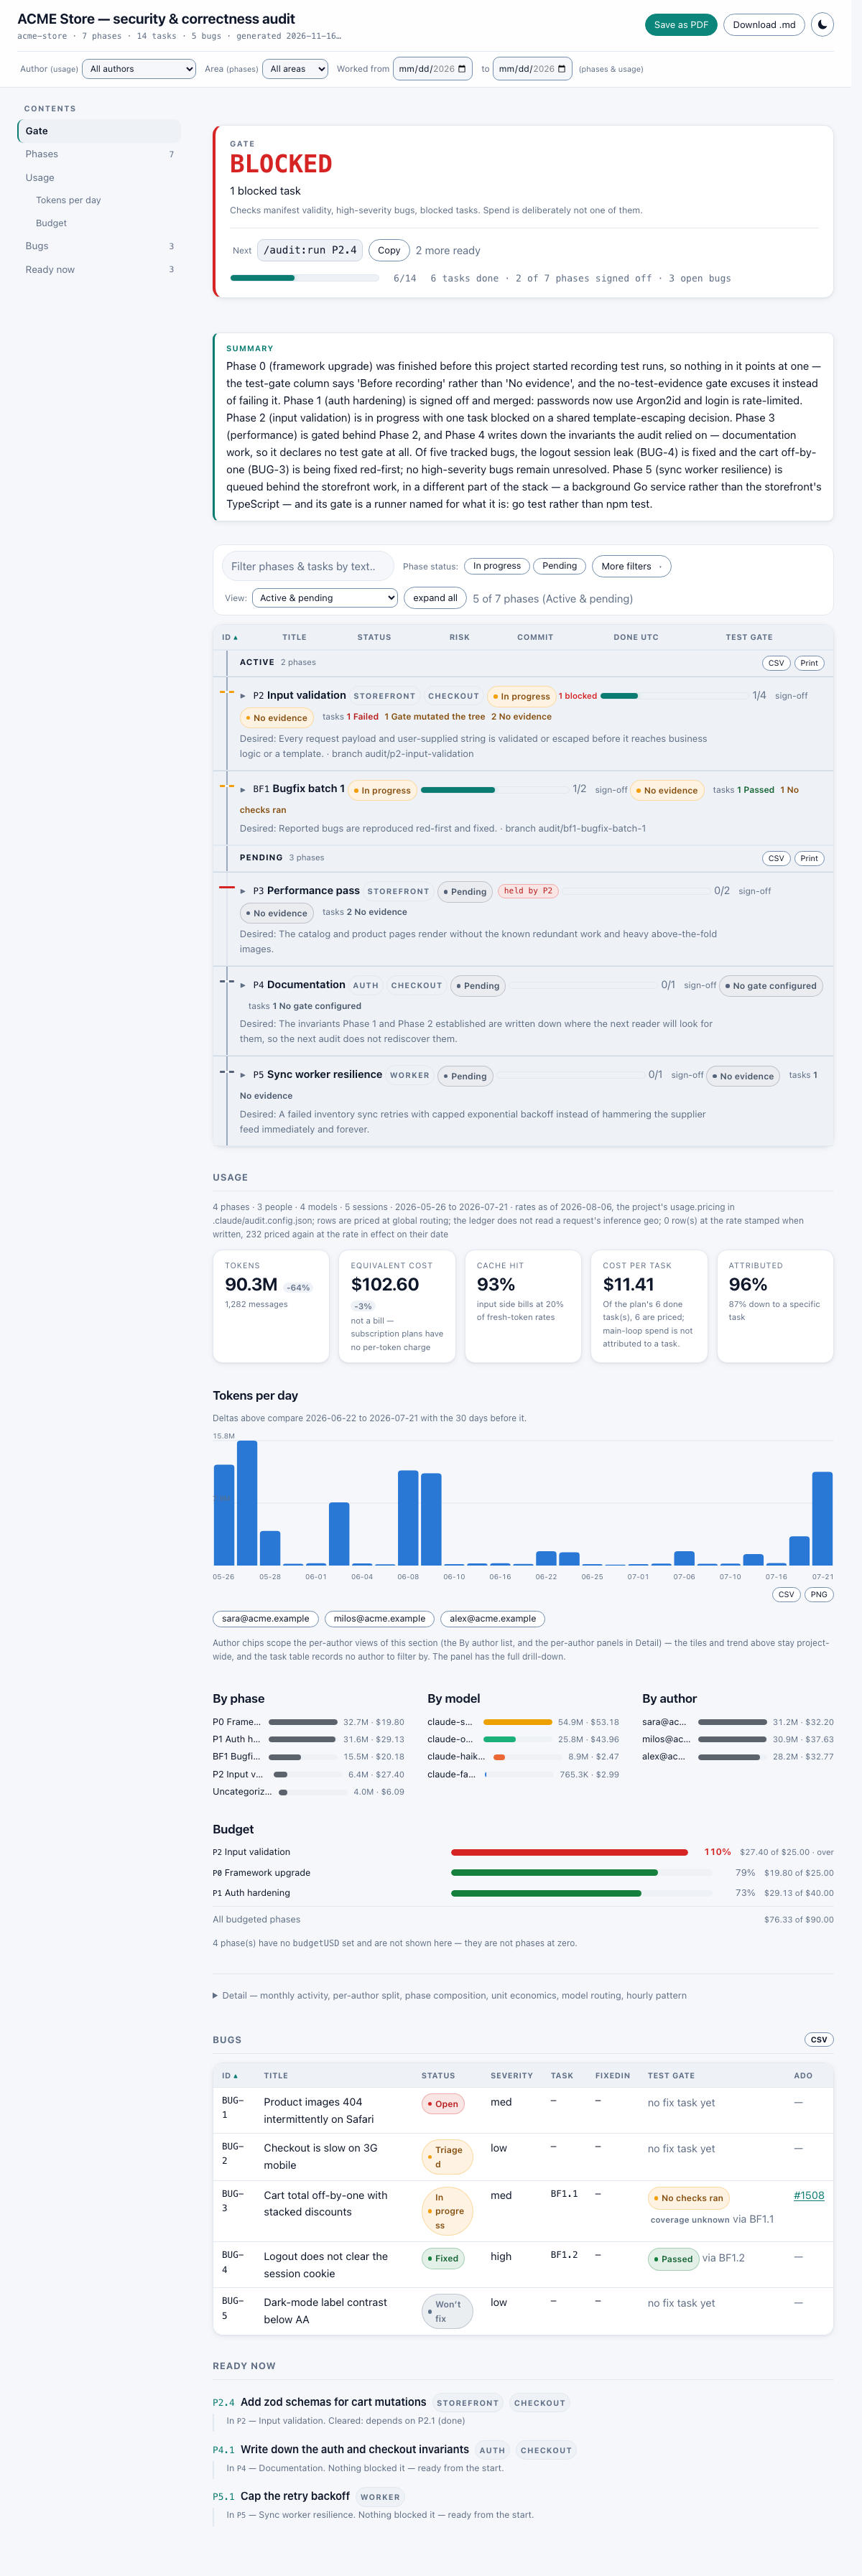 ACME Store — security & correctness audit
acme-store · 7 phases · 14 tasks · 5 bugs · generated 2026-11-16…
Save as PDF
Download .md
Author (usage) All authors
Area (phases) All areas
Worked from mm/dd/2026 to mm/dd/2026 (phases & usage)
CONTENTS
Gate
Phases 7
Usage
Tokens per day
Budget
Bugs 3
Ready now 3
GATE
BLOCKED
1 blocked task
Checks manifest validity, high-severity bugs, blocked tasks. Spend is deliberately not one of them.
Next /audit:run P2.4 Copy 2 more ready
6/14 6 tasks done · 2 of 7 phases signed off · 3 open bugs
SUMMARY
Phase 0 (framework upgrade) was finished before this project started recording test runs, so nothing in it points at one —
the test-gate column says 'Before recording' rather than 'No evidence', and the no-test-evidence gate excuses it instead
of failing it. Phase 1 (auth hardening) is signed off and merged: passwords now use Argon2id and login is rate-limited.
Phase 2 (input validation) is in progress with one task blocked on a shared template-escaping decision. Phase 3
(performance) is gated behind Phase 2, and Phase 4 writes down the invariants the audit relied on — documentation
work, so it declares no test gate at all. Of five tracked bugs, the logout session leak (BUG-4) is fixed and the cart off-by-
one (BUG-3) is being fixed red-first; no high-severity bugs remain unresolved. Phase 5 (sync worker resilience) is
queued behind the storefront work, in a different part of the stack — a background Go service rather than the storefront's
TypeScript — and its gate is a runner named for what it is: go test rather than npm test.
Filter phases & tasks by text..
Phase status: In progress Pending More filters ·
View: Active & pending expand all 5 of 7 phases (Active & pending)
ID ▲ TITLE STATUS RISK COMMIT DONE UTC TEST GATE
ACTIVE 2 phases CSV Print
▸ P2 Input validation STOREFRONT CHECKOUT In progress 1 blocked 1/4 sign-off
No evidence tasks 1 Failed 1 Gate mutated the tree 2 No evidence
Desired: Every request payload and user-supplied string is validated or escaped before it reaches business
logic or a template. · branch audit/p2-input-validation
▸ BF1 Bugfix batch 1 In progress 1/2 sign-off No evidence tasks 1 Passed 1 No
checks ran
Desired: Reported bugs are reproduced red-first and fixed. · branch audit/bf1-bugfix-batch-1
PENDING 3 phases CSV Print
▸ P3 Performance pass STOREFRONT Pending held by P2 0/2 sign-off
No evidence tasks 2 No evidence
Desired: The catalog and product pages render without the known redundant work and heavy above-the-fold
images.
▸ P4 Documentation AUTH CHECKOUT Pending 0/1 sign-off No gate configured
tasks 1 No gate configured
Desired: The invariants Phase 1 and Phase 2 established are written down where the next reader will look for
them, so the next audit does not rediscover them.
▸ P5 Sync worker resilience WORKER Pending 0/1 sign-off No evidence tasks 1
No evidence
Desired: A failed inventory sync retries with capped exponential backoff instead of hammering the supplier
feed immediately and forever.
USAGE
4 phases · 3 people · 4 models · 5 sessions · 2026-05-26 to 2026-07-21 · rates as of 2026-08-06, the project's usage.pricing in
.claude/audit.config.json; rows are priced at global routing; the ledger does not read a request's inference geo; 0 row(s) at the rate stamped when
written, 232 priced again at the rate in effect on their date
TOKENS
90.3M -64%
1,282 messages
EQUIVALENT COST
$102.60
-3%
not a bill —
subscription plans have
no per-token charge
CACHE HIT
93%
input side bills at 20%
of fresh-token rates
COST PER TASK
$11.41
Of the plan's 6 done
task(s), 6 are priced;
main-loop spend is not
attributed to a task.
ATTRIBUTED
96%
87% down to a specific
task
Tokens per day
Deltas above compare 2026-06-22 to 2026-07-21 with the 30 days before it.
15.8M
05-26 05-28 06-01 06-04 06-08 06-10 06-16 06-22 06-25 07-01 07-06 07-10 07-16 07-21
CSV PNG
sara@acme.example milos@acme.example alex@acme.example
Author chips scope the per-author views of this section (the By author list, and the per-author panels in Detail) — the tiles and trend above stay project-
wide, and the task table records no author to filter by. The panel has the full drill-down.
By phase
P0 Frame… 32.7M · $19.80
P1 Auth h… 31.6M · $29.13
BF1 Bugfi… 15.5M · $20.18
P2 Input v… 6.4M · $27.40
Uncategoriz… 4.0M · $6.09
By model
claude-s… 54.9M · $53.18
claude-o… 25.8M · $43.96
claude-haik… 8.9M · $2.47
claude-fa… 765.3K · $2.99
By author
sara@ac… 31.2M · $32.20
milos@ac… 30.9M · $37.63
alex@ac… 28.2M · $32.77
Budget
P2 Input validation 110% $27.40 of $25.00 · over
P0 Framework upgrade 79% $19.80 of $25.00
P1 Auth hardening 73% $29.13 of $40.00
All budgeted phases $76.33 of $90.00
4 phase(s) have no budgetUSD set and are not shown here — they are not phases at zero.
▸ Detail — monthly activity, per-author split, phase composition, unit economics, model routing, hourly pattern
BUGS CSV
ID ▲ TITLE STATUS SEVERITY TASK FIXEDIN TEST GATE ADO
BUG-1 Product images 404 intermittently on Safari Open med — — no fix task yet —
BUG-2 Checkout is slow on 3G mobile Triaged low — — no fix task yet —
BUG-3 Cart total off-by-one with stacked discounts In progress med BF1.1 — No checks ran coverage unknown via BF1.1 #1508
BUG-4 Logout does not clear the session cookie Fixed high BF1.2 — Passed via BF1.2 —
BUG-5 Dark-mode label contrast below AA Won't fix low — — no fix task yet —
READY NOW
P2.4 Add zod schemas for cart mutations STOREFRONT CHECKOUT
In P2 — Input validation. Cleared: depends on P2.1 (done)
P4.1 Write down the auth and checkout invariants AUTH CHECKOUT
In P4 — Documentation. Nothing blocked it — ready from the start.
P5.1 Cap the retry backoff WORKER
In P5 — Sync worker resilience. Nothing blocked it — ready from the start.